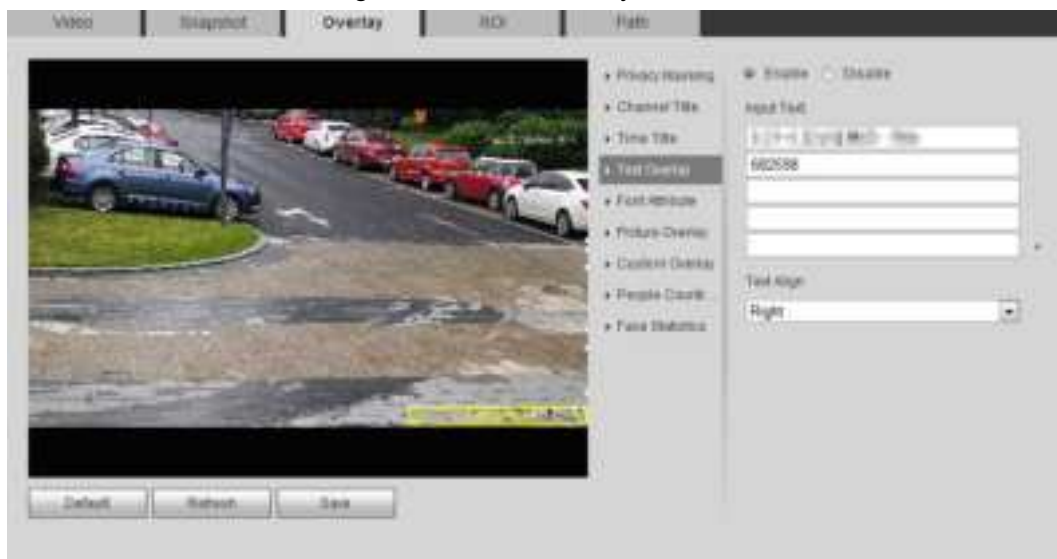 Video
Snapshot
Overlay
ROI
Path
Privacy Masking
Channel Title
Time Title
Text Overlay
Font Attribute
Picture Overlay
Custom Overlay
People Countin
Face Statistics
Enable
Disable
Input Text
Text Align
Right
Default
Refresh
Save